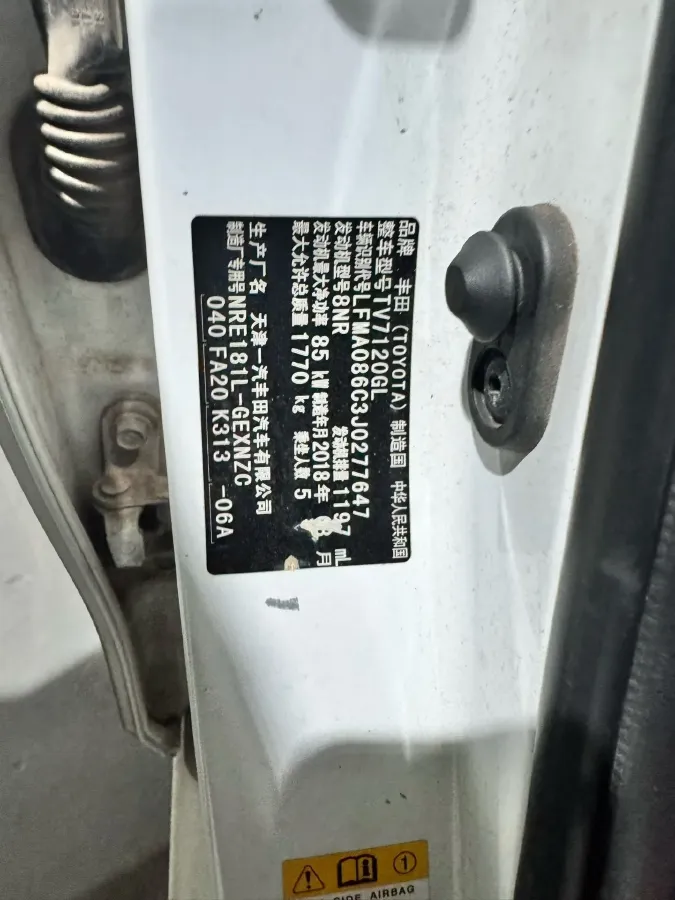 品牌 丰田 (TOYOTA) 制造国 中华人民共和国
整车型号 TV7120GL
车辆识别代号 LFMA086C3J0277647
发动机型号 8NR 发动机排量 1197 mL
发动机最大净功率 85 kW 制造年月 2018年 月
最大允许总质量 1770 kg 乘坐人数 5
生产厂名 天津一汽丰田汽车有限公司
制造厂专用号 NRE181L-GEXNZC
040 FA20 K313 -06A
1
SIDE AIRBAG